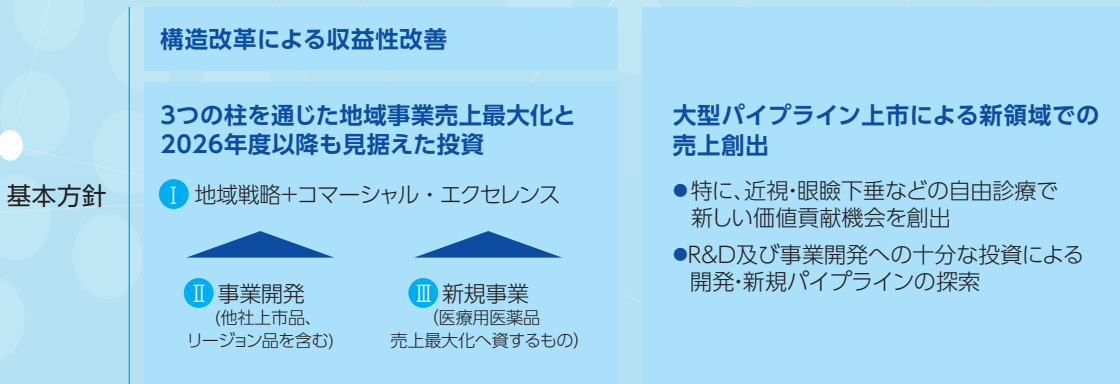 基本方針
構造改革による収益性改善
3つの柱を通じた地域事業売上最大化と
2026年度以降も見据えた投資
Ⅰ 地域戦略+コマーシャル・エクセレンス
Ⅱ 事業開発
(他社上市品、
リージョン品を含む)
Ⅲ 新規事業
(医療用医薬品
売上最大化へ資するもの)
大型パイプライン上市による新領域での
売上創出
●特に、近視・眼瞼下垂などの自由診療で
新しい価値貢献機会を創出
●R&D及び事業開発への十分な投資による
開発・新規パイプラインの探索